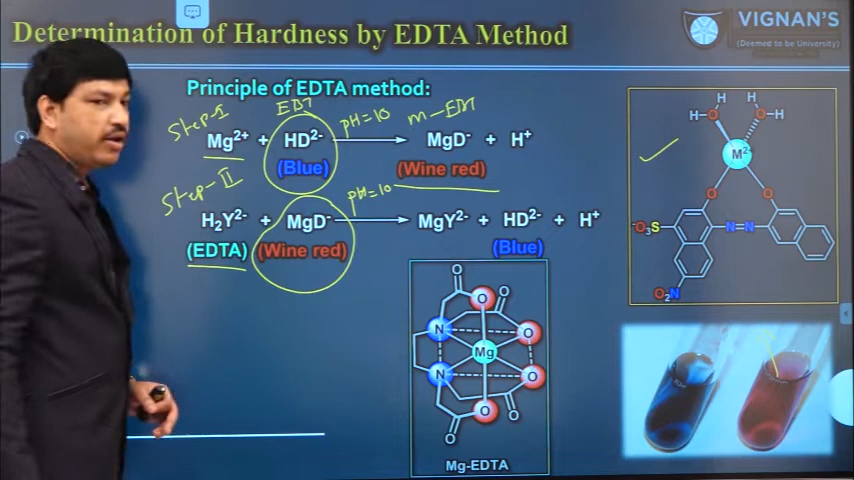 Determination of Hardness by EDTA Method
VIGNAN'S
(Deemed to be University)
Principle of EDTA method:
EBT
Step-I
pH=10
m-EBT
Mg²⁺ + HD²⁻ → MgD⁻ + H⁺
(Blue) (Wine red)
Step-II
pH=10
H₂Y²⁻ + MgD⁻ → MgY²⁻ + HD²⁻ + H⁺
(EDTA) (Wine red) (Blue)
H H
H-O O-H
M²⁺
O O
⁻O₃S N=N
O₂N
O
O O
N O
Mg
N O
O O
O
Mg-EDTA